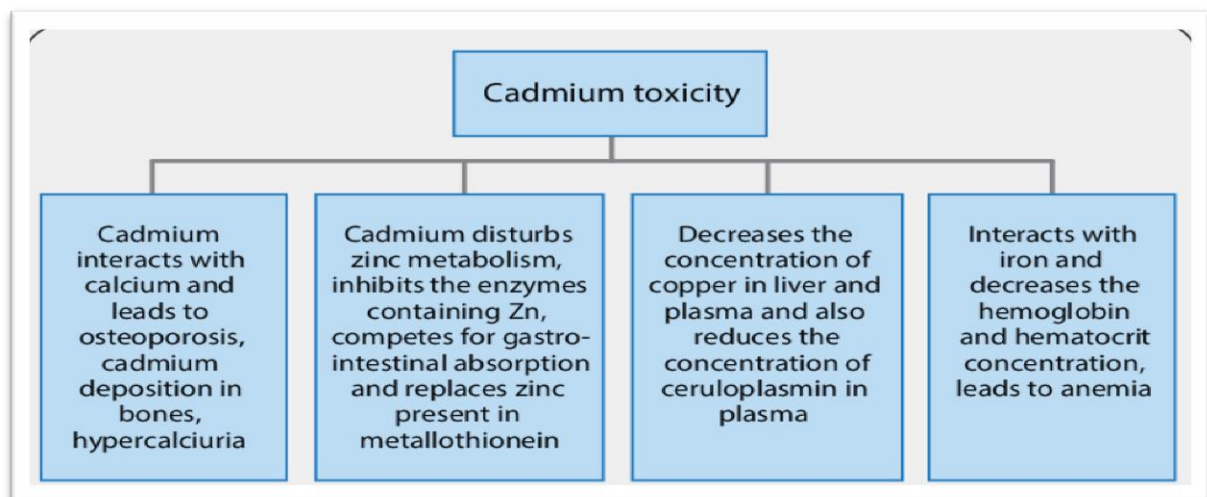 Cadmium toxicity
Cadmium
interacts with
calcium and
leads to
osteoporosis,
cadmium
deposition in
bones,
hypercalciuria
Cadmium disturbs
zinc metabolism,
inhibits the enzymes
containing Zn,
competes for gastro-
intestinal absorption
and replaces zinc
present in
metallothionein
Decreases the
concentration of
copper in liver and
plasma and also
reduces the
concentration of
ceruloplasmin in
plasma
Interacts with
iron and
decreases the
hemoglobin
and hematocrit
concentration,
leads to anemia